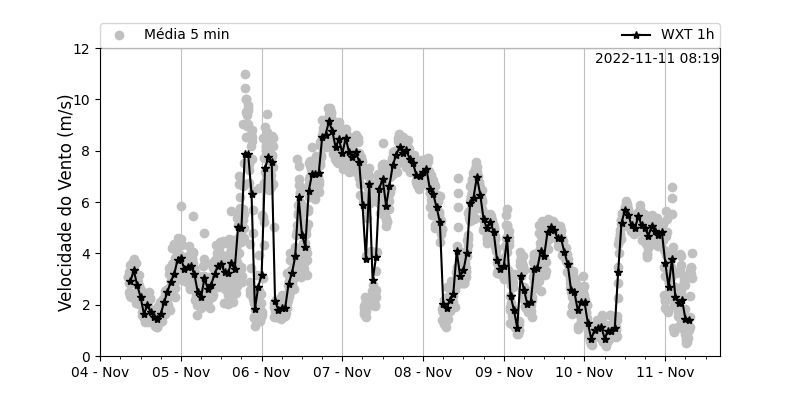 Média 5 min
WXT 1h
2022-11-11 08:19
Velocidade do Vento (m/s)
12
10
8
6
4
2
0
04 - Nov
05 - Nov
06 - Nov
07 - Nov
08 - Nov
09 - Nov
10 - Nov
11 - Nov